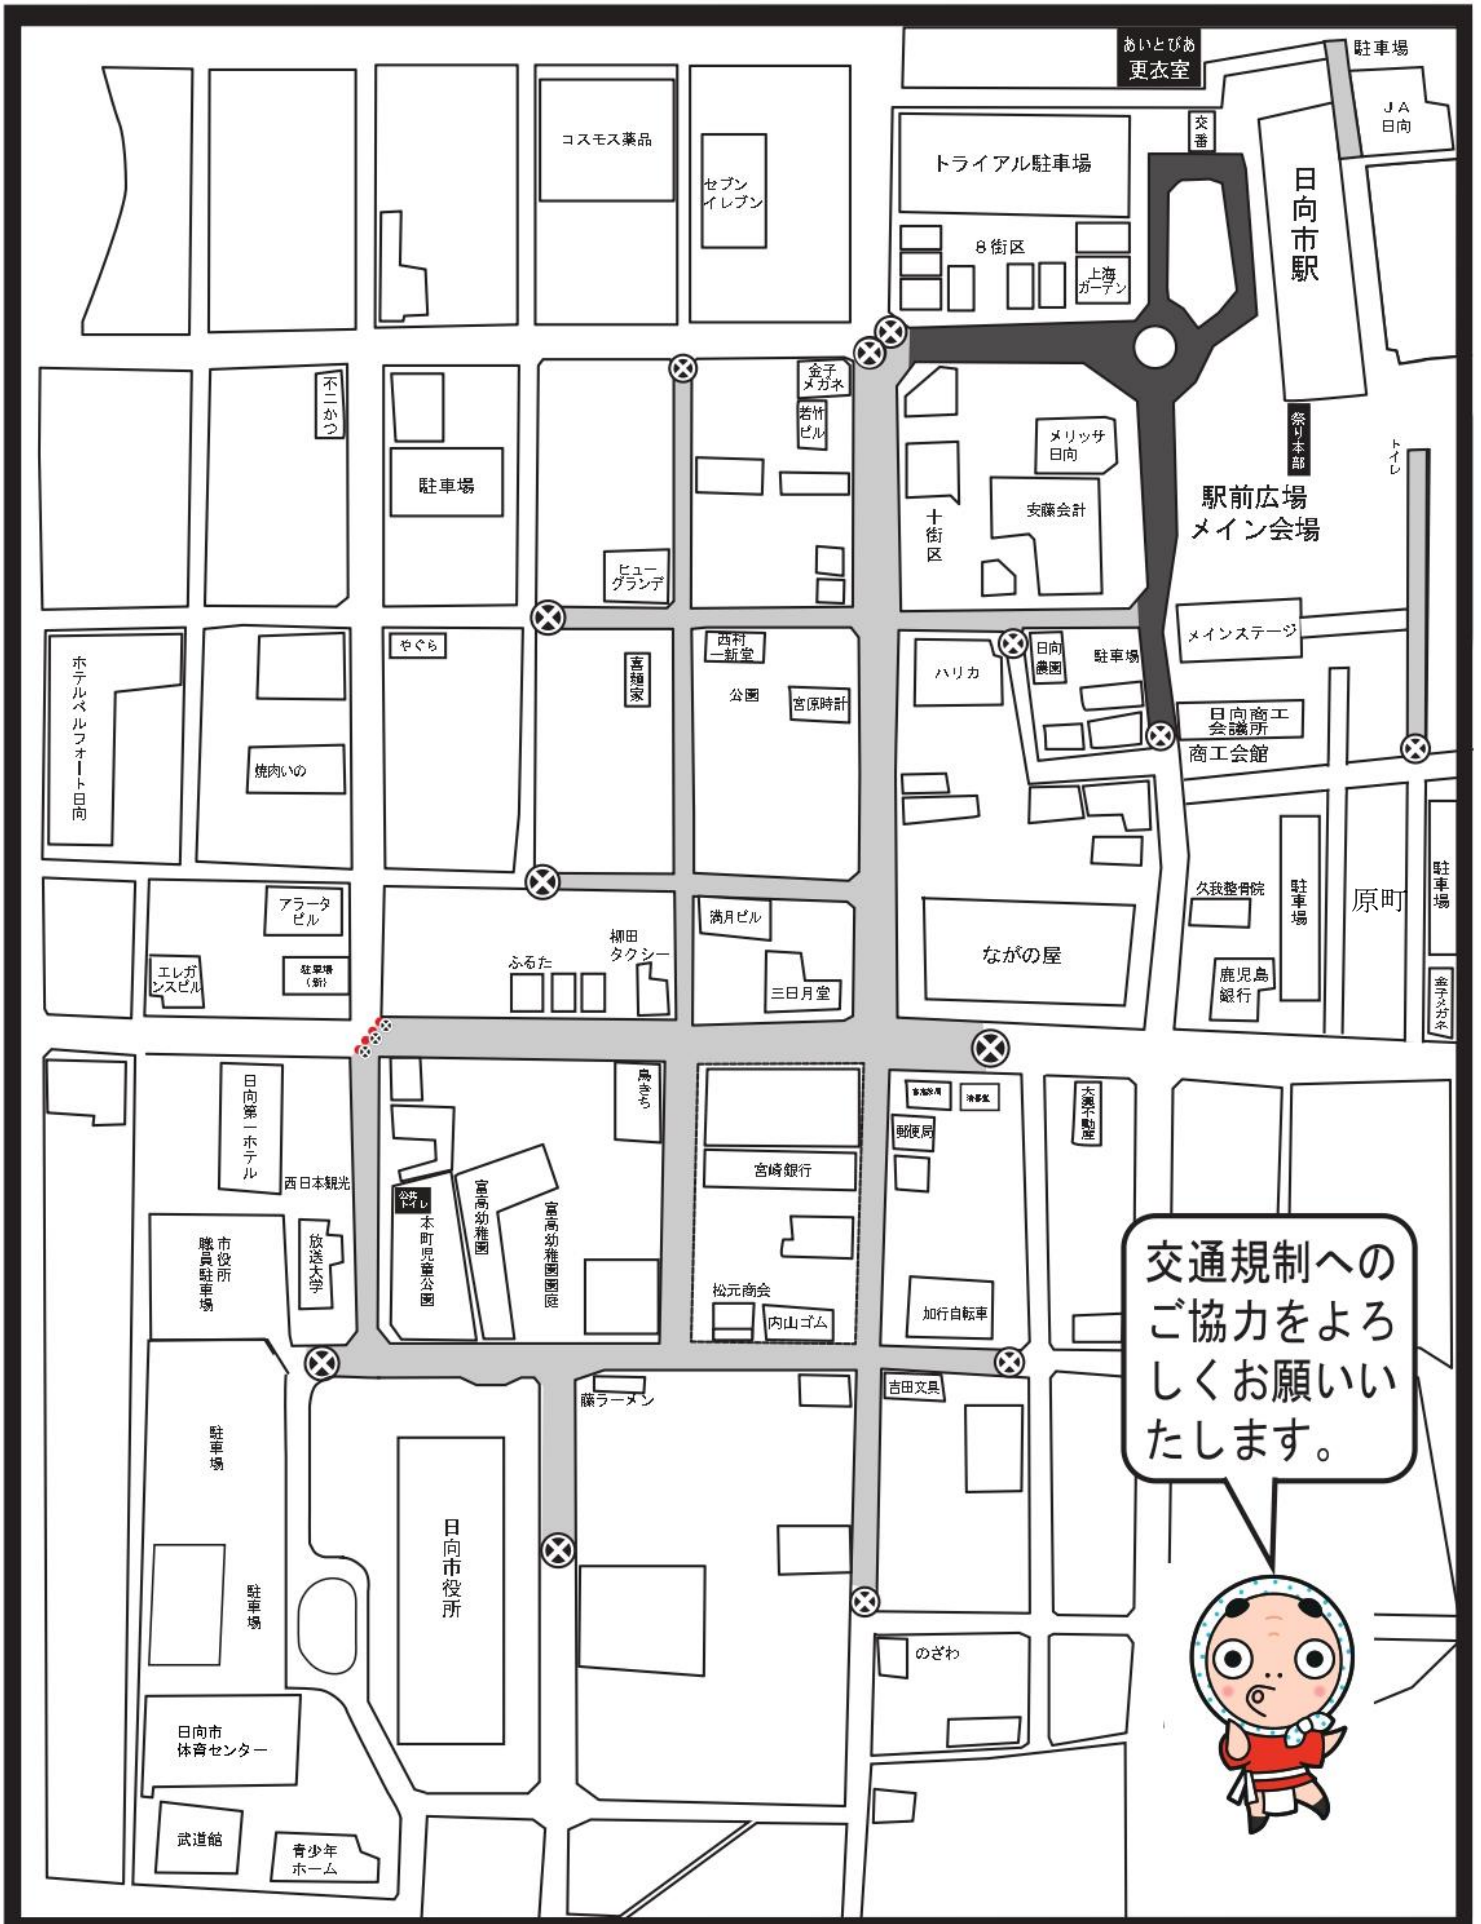 あいとぴあ
更衣室
駐車場
JA
日向
交番
コスモス薬品
トライアル駐車場
セブン
イレブン
日向市駅
8街区
上海
ガーデン
不二かつ
金子
メガネ
若竹
ビル
祭り本部
メリッサ
日向
トイレ
駐車場
駅前広場
メイン会場
十街区
安藤会計
ヒュー
グランデ
やぐら
西村
一新堂
日向
農園
駐車場
メインステージ
ホテルベルフォート日向
喜麺家
公園
宮原時計
ハリカ
日向商工
会議所
商工会館
焼肉いの
アラータ
ビル
満月ビル
久我整骨院
駐車場
原町
駐車場
エレガ
ンスビル
駐車場
(新)
ふるた
柳田
タクシー
三日月堂
ながの屋
鹿児島
銀行
金子メガネ
日向第一ホテル
鳥きち
郵便局
大濵不動産
西日本観光
宮崎銀行
公共
トイレ
本町児童公園
富高幼稚園
富高幼稚園園庭
市役所
職員駐車場
放送大学
松元商会
内山ゴム
加行自転車
交通規制への
ご協力をよろ
しくお願いい
たします。
藤ラーメン
吉田文具
駐車場
日向市役所
駐車場
のざわ
日向市
体育センター
武道館
青少年
ホーム